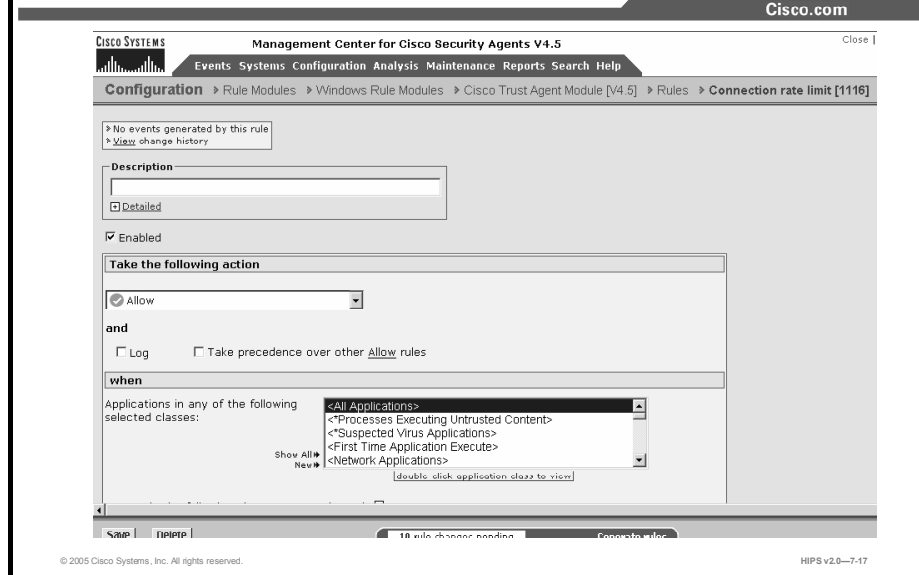 Cisco.com
CISCO SYSTEMS
Management Center for Cisco Security Agents V4.5
Close |
Events Systems Configuration Analysis Maintenance Reports Search Help
Configuration > Rule Modules > Windows Rule Modules > Cisco Trust Agent Module [V4.5] > Rules > Connection rate limit [1116]
No events generated by this rule
View change history
Description
Detailed
Enabled
Take the following action
Allow
and
Log
Take precedence over other Allow rules
when
Applications in any of the following selected classes:
<All Applications>
<*Processes Executing Untrusted Content>
<*Suspected Virus Applications>
<First Time Application Execute>
<Network Applications>
Show All
New
double click application class to view
Save
Delete
10 rule changes pending
Generate rules
© 2005 Cisco Systems, Inc. All rights reserved.
HIPS v2.0—7-17